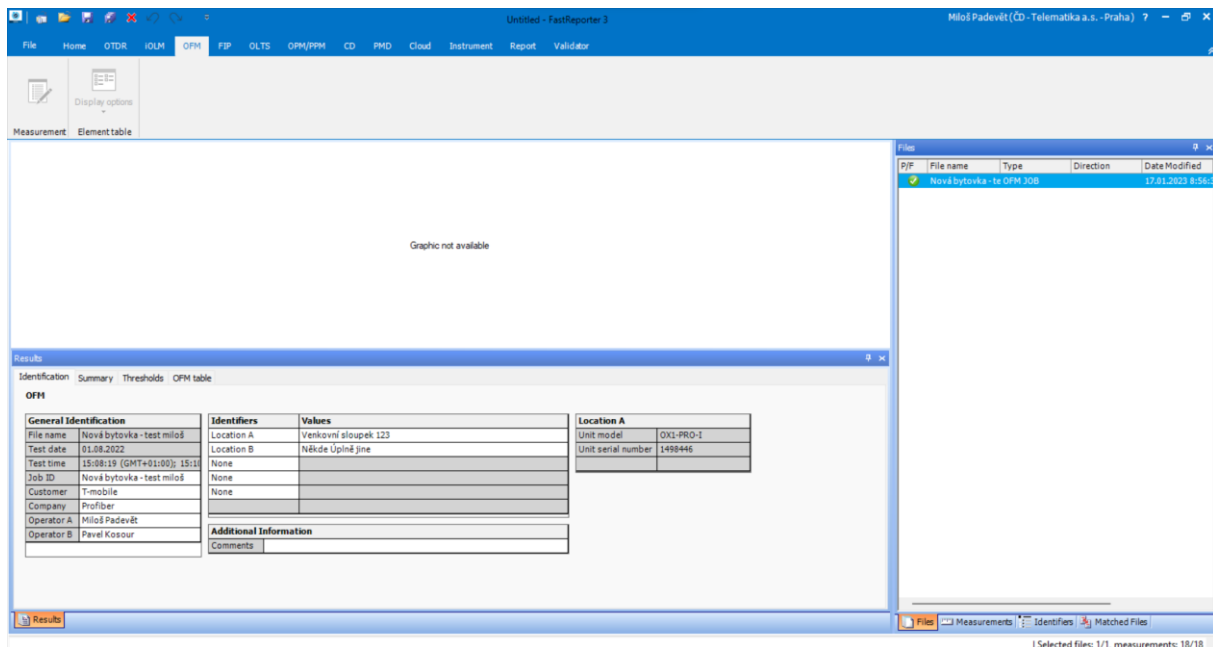 Untitled - FastReporter 3
Miloš Padevět (ČD - Telematika a.s. - Praha) ?
File Home OTDR iOLM OFM FIP OLTS OPM/PPM CD PMD Cloud Instrument Report Validator
Display options
Measurement Element table
Graphic not available
Files
P/F File name Type Direction Date Modified
Nová bytovka - te OFM JOB 17.01.2023 8:56:
Results
Identification Summary Thresholds OFM table
OFM
General Identification
File name Nová bytovka - test miloš
Test date 01.08.2022
Test time 15:08:19 (GMT+01:00); 15:10
Job ID Nová bytovka - test miloš
Customer T-mobile
Company Profiber
Operator A Miloš Padevět
Operator B Pavel Kosour
Identifiers Values
Location A Venkovní sloupek 123
Location B Někde Úplně jine
None
None
None
Additional Information
Comments
Location A
Unit model OX1-PRO-I
Unit serial number 1498446
Results
Files Measurements Identifiers Matched Files
Selected files: 1/1 measurements: 18/18